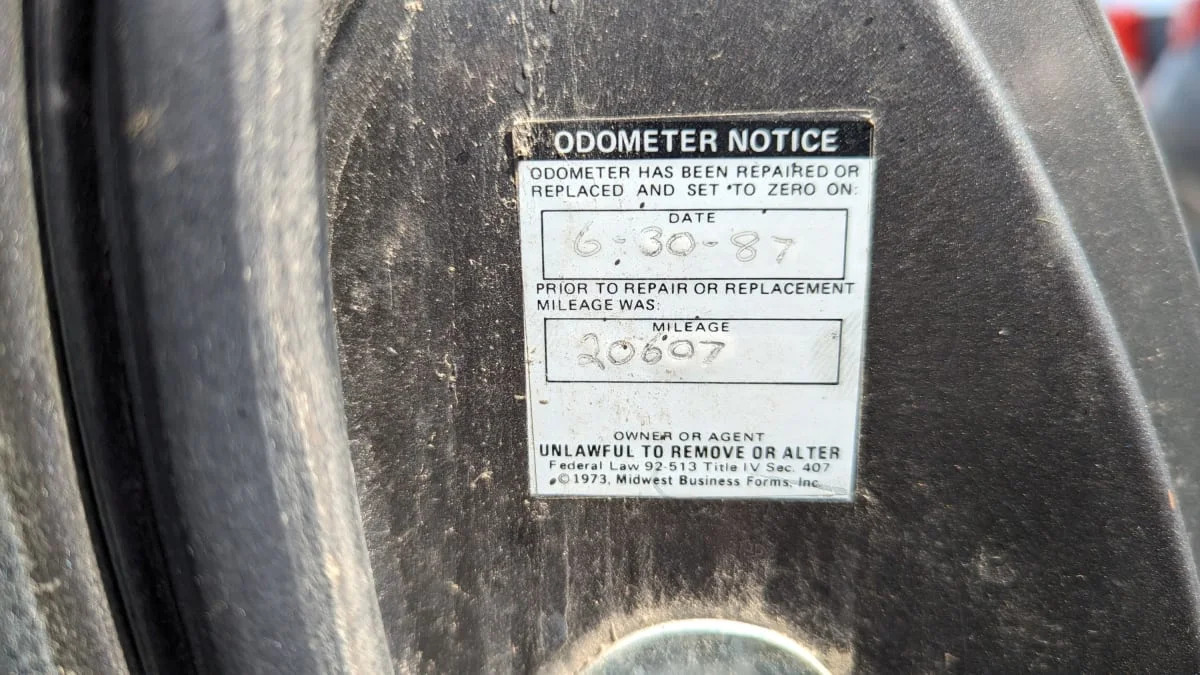 ODOMETER NOTICE
ODOMETER HAS BEEN REPAIRED OR
REPLACED AND SET TO ZERO ON:
DATE
6-30-87
PRIOR TO REPAIR OR REPLACEMENT
MILEAGE WAS:
MILEAGE
20607
OWNER OR AGENT
UNLAWFUL TO REMOVE OR ALTER
Federal Law 92-513 Title IV Sec. 407
©1973, Midwest Business Forms, Inc.